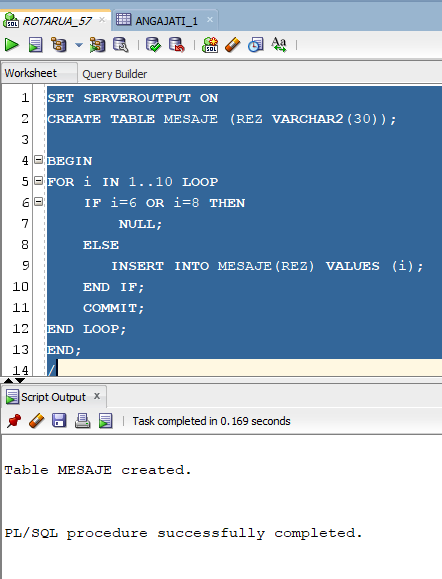 ROTARUA_57 x ANGAJATI_1 x
Worksheet Query Builder
1 SET SERVEROUTPUT ON
2 CREATE TABLE MESAJE (REZ VARCHAR2(30));
3
4 BEGIN
5 FOR i IN 1..10 LOOP
6 IF i=6 OR i=8 THEN
7 NULL;
8 ELSE
9 INSERT INTO MESAJE(REZ) VALUES (i);
10 END IF;
11 COMMIT;
12 END LOOP;
13 END;
14 /
Script Output x
Task completed in 0.169 seconds
Table MESAJE created.
PL/SQL procedure successfully completed.